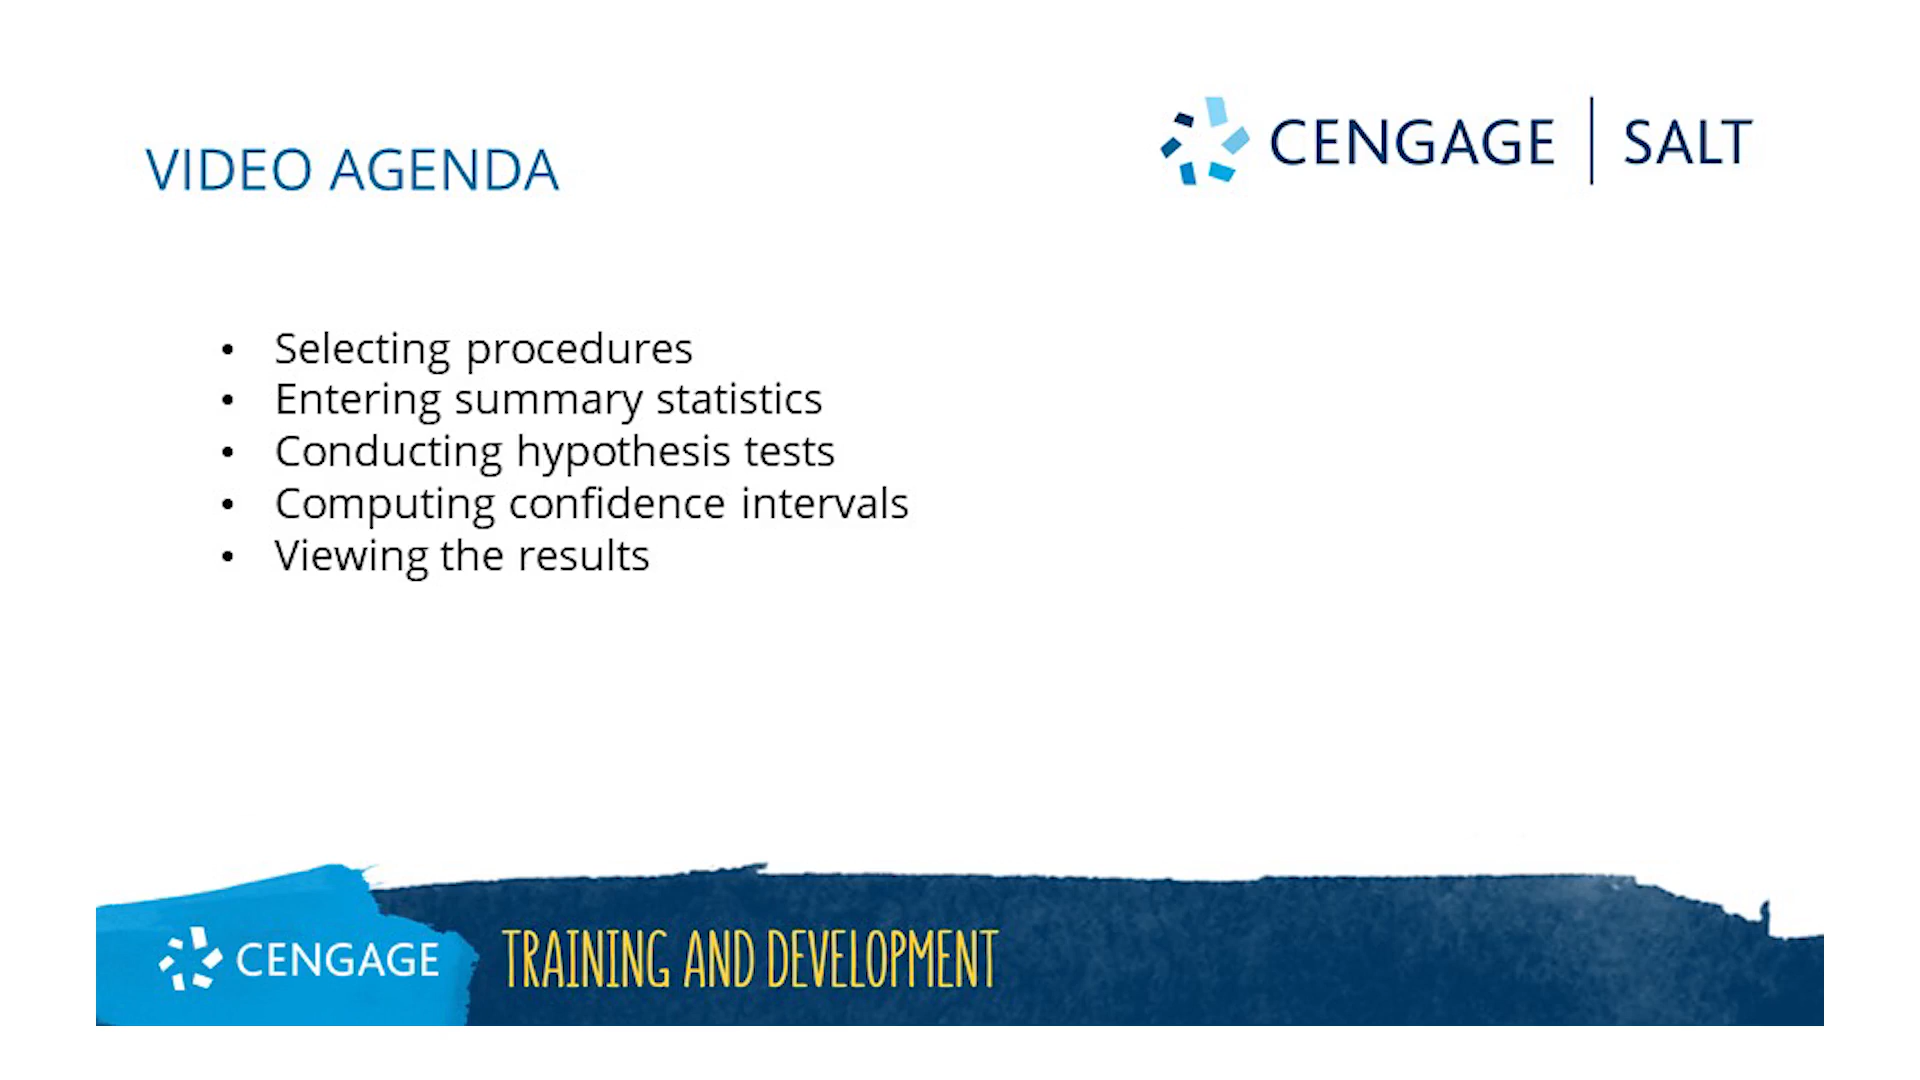 VIDEO AGENDA
CENGAGE | SALT
• Selecting procedures
• Entering summary statistics
• Conducting hypothesis tests
• Computing confidence intervals
• Viewing the results
CENGAGE TRAINING AND DEVELOPMENT